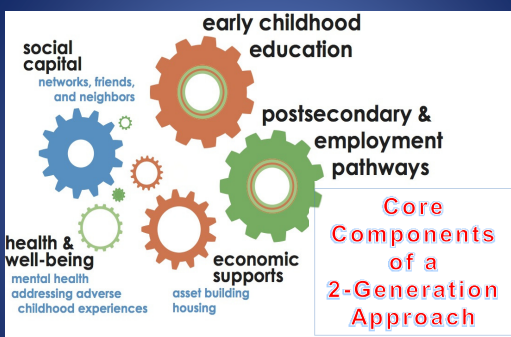 early childhood
education
social
capital
networks, friends,
and neighbors
postsecondary &
employment
pathways
health &
well-being
mental health
addressing adverse
childhood experiences
economic
supports
asset building
housing
Core
Components
of a
2-Generation
Approach